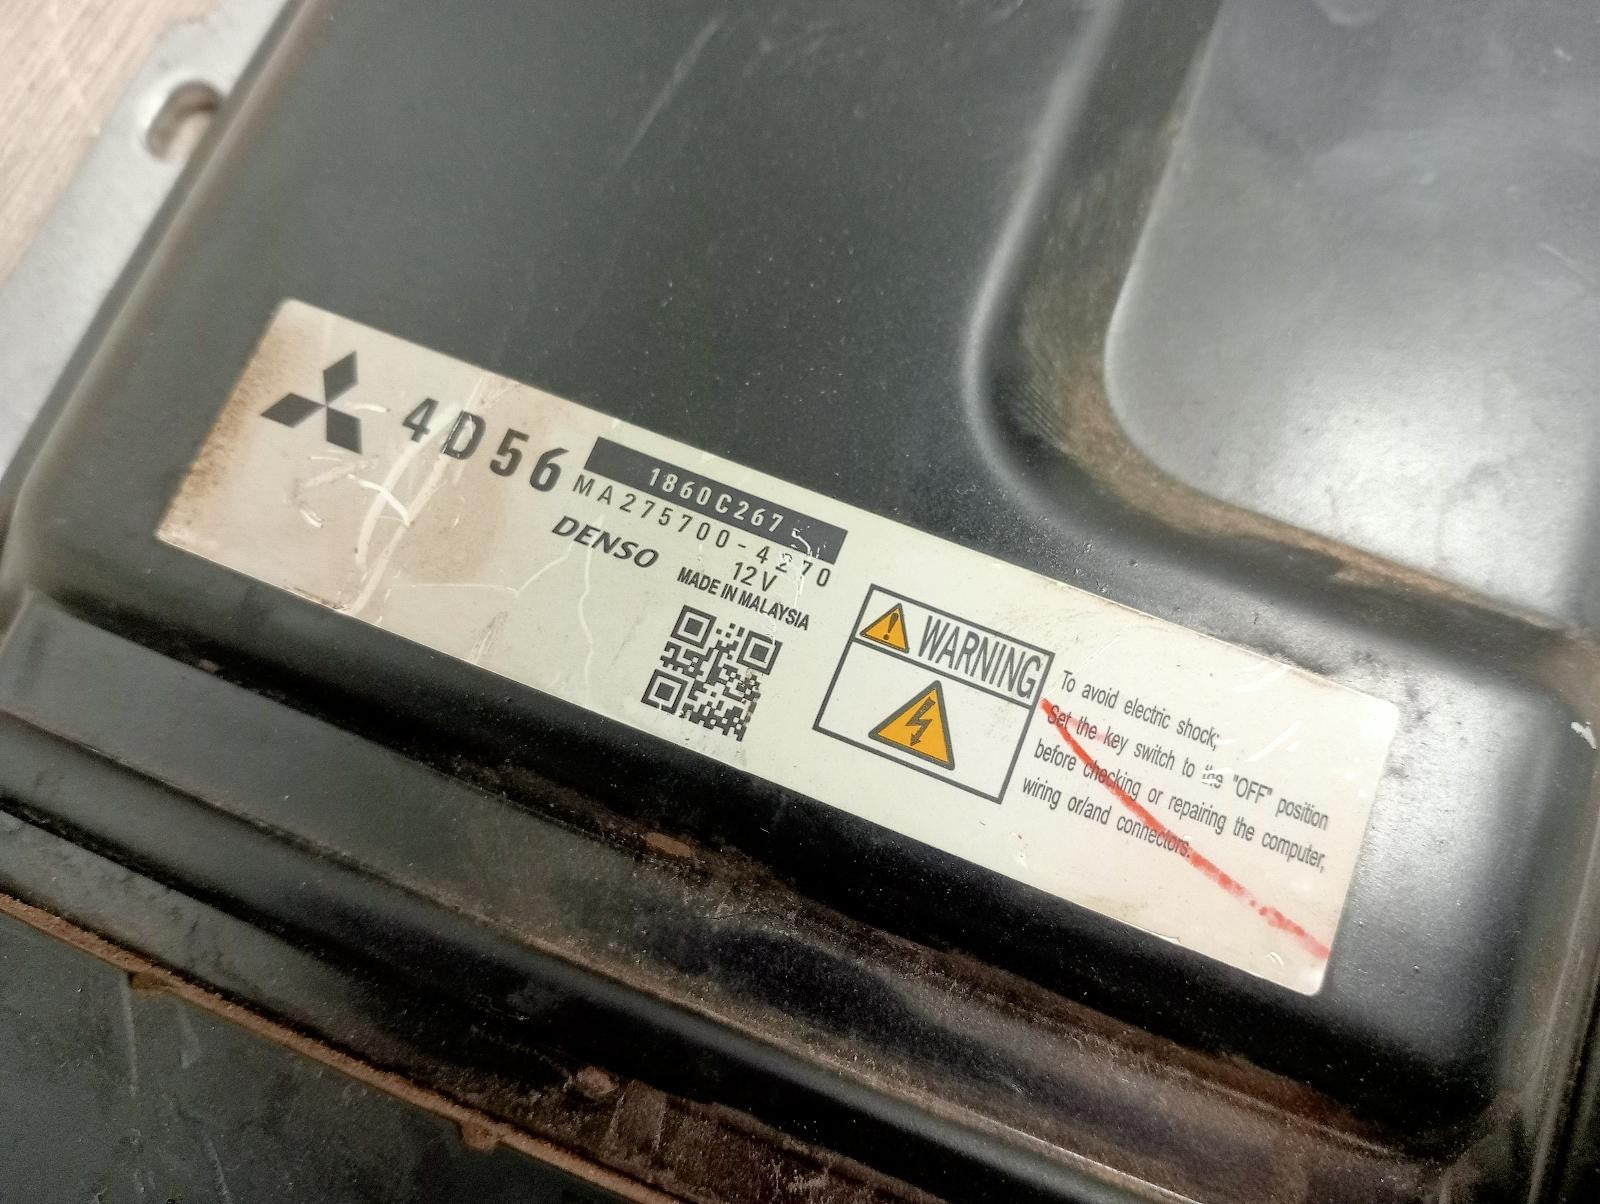 4D56
1860C267
MA275700-4270
DENSO
12V
MADE IN MALAYSIA
WARNING
To avoid electric shock;
Set the key switch to the "OFF" position
before checking or repairing the computer,
wiring or/and connectors.